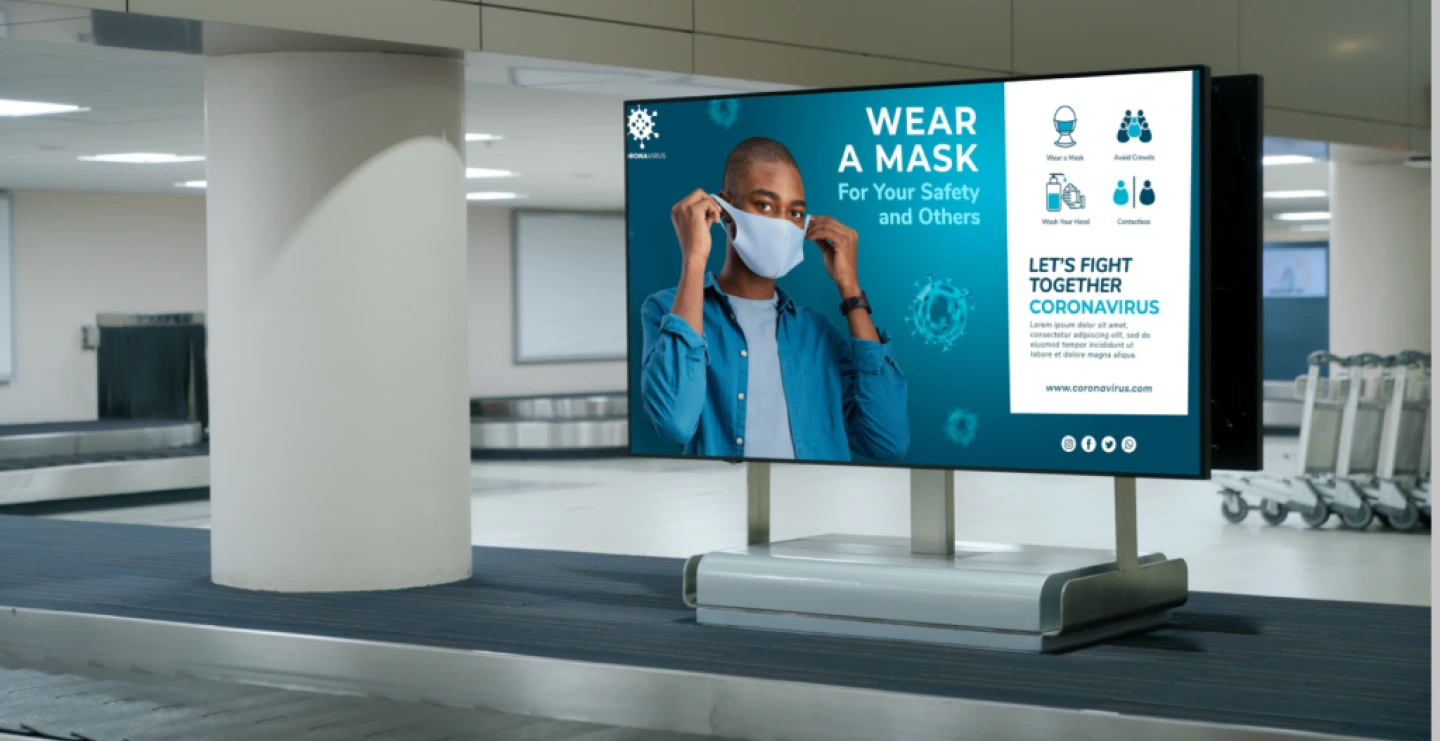 RONAVIRUS
WEAR
A MASK
For Your Safety
and Others
Wear a Mask
Avoid Crowds
Wash Your Hand
Contactless
LET'S FIGHT
TOGETHER
CORONAVIRUS
Lorem ipsum dolor sit amet,
consectetur adipiscing elit, sed do
eiusmod tempor incididunt ut
labore et dolore magna aliqua.
www.coronavirus.com